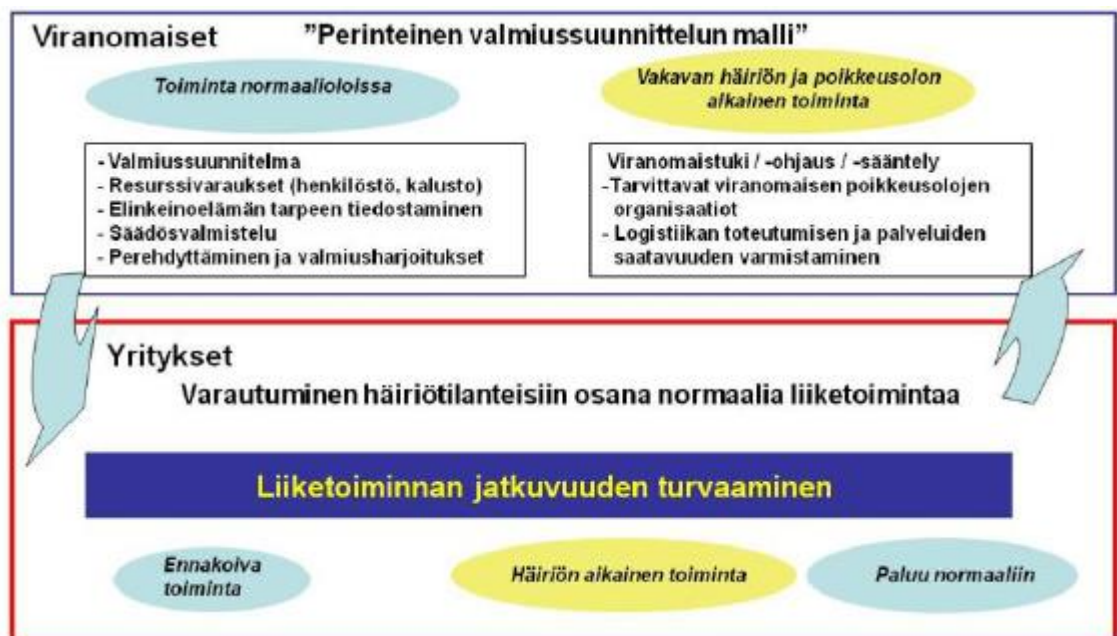 Viranomaiset "Perinteinen valmiussuunnittelun malli"
Toiminta normaalioloissa
Vakavan häiriön ja poikkeusolon
aikainen toiminta
- Valmiussuunnitelma
- Resurssivaraukset (henkilöstö, kalusto)
- Elinkeinoelämän tarpeen tiedostaminen
- Säädösvalmistelu
- Perehdyttäminen ja valmiusharjoitukset
Viranomaistuki / -ohjaus / -sääntely
-Tarvittavat viranomaisen poikkeusolojen
organisaatiot
- Logistiikan toteutumisen ja palveluiden
saatavuuden varmistaminen
Yritykset
Varautuminen häiriötilanteisiin osana normaalia liiketoimintaa
Liiketoiminnan jatkuvuuden turvaaminen
Ennakoiva
toiminta
Häiriön aikainen toiminta
Paluu normaaliin